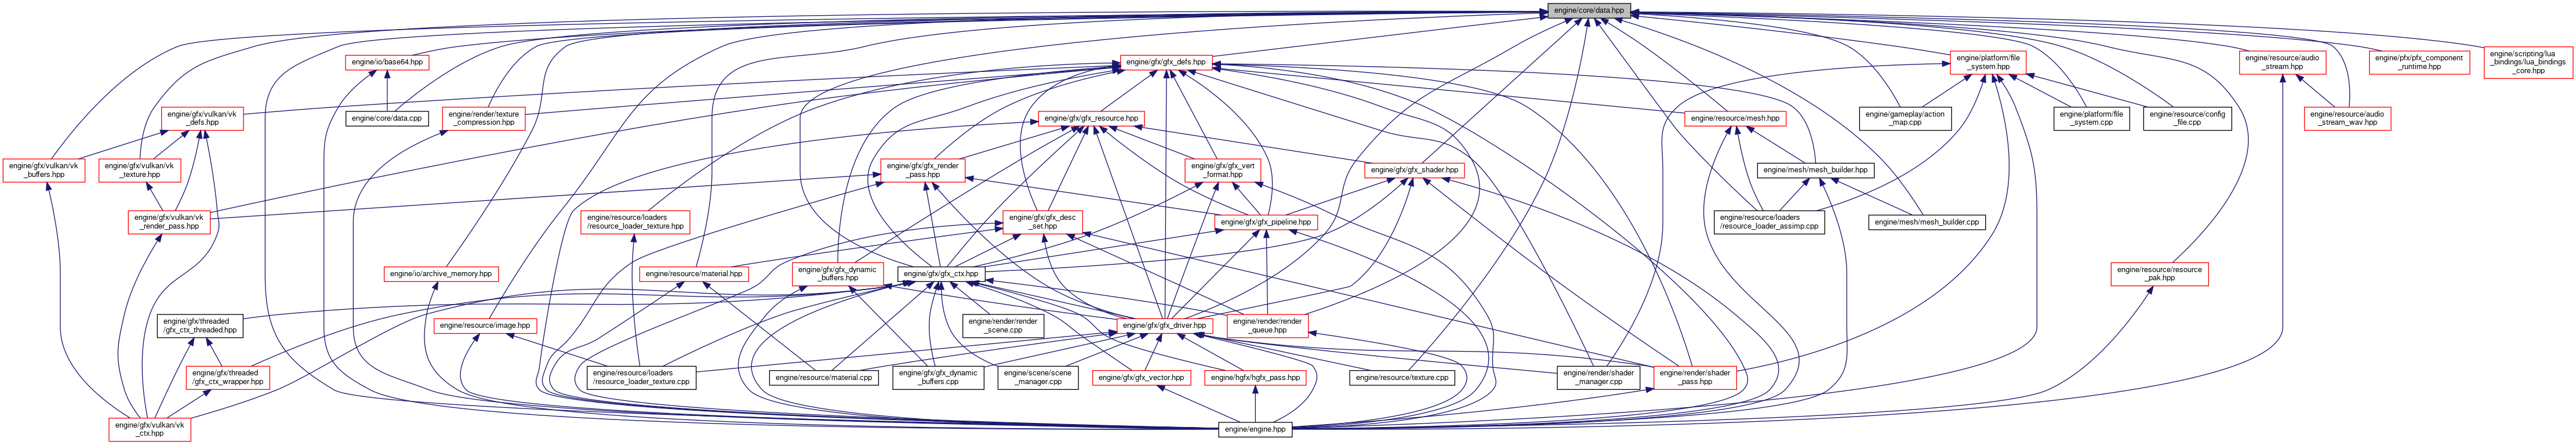 engine/core/data.hpp
engine/io/base64.hpp
engine/gfx/gfx_defs.hpp
engine/platform/file
_system.hpp
engine/resource/audio
_stream.hpp
engine/pfx/pfx_component
_runtime.hpp
engine/scripting/lua
_bindings/lua_bindings
_core.hpp
engine/gfx/vulkan/vk
_defs.hpp
engine/core/data.cpp
engine/render/texture
_compression.hpp
engine/gfx/gfx_resource.hpp
engine/resource/mesh.hpp
engine/gameplay/action
_map.cpp
engine/platform/file
_system.cpp
engine/resource/config
_file.cpp
engine/resource/audio
_stream_wav.hpp
engine/gfx/vulkan/vk
_buffers.hpp
engine/gfx/vulkan/vk
_texture.hpp
engine/gfx/gfx_render
_pass.hpp
engine/gfx/gfx_vert
_format.hpp
engine/gfx/gfx_shader.hpp
engine/mesh/mesh_builder.hpp
engine/gfx/vulkan/vk
_render_pass.hpp
engine/resource/loaders
/resource_loader_texture.hpp
engine/gfx/gfx_desc
_set.hpp
engine/gfx/gfx_pipeline.hpp
engine/resource/loaders
/resource_loader_assimp.cpp
engine/mesh/mesh_builder.cpp
engine/io/archive_memory.hpp
engine/resource/material.hpp
engine/gfx/gfx_dynamic
_buffers.hpp
engine/gfx/gfx_ctx.hpp
engine/resource/resource
_pak.hpp
engine/gfx/threaded
/gfx_ctx_threaded.hpp
engine/resource/image.hpp
engine/render/render
_scene.cpp
engine/gfx/gfx_driver.hpp
engine/render/render
_queue.hpp
engine/gfx/threaded
/gfx_ctx_wrapper.hpp
engine/resource/loaders
/resource_loader_texture.cpp
engine/resource/material.cpp
engine/gfx/gfx_dynamic
_buffers.cpp
engine/scene/scene
_manager.cpp
engine/gfx/gfx_vector.hpp
engine/hgfx/hgfx_pass.hpp
engine/resource/texture.cpp
engine/render/shader
_manager.cpp
engine/render/shader
_pass.hpp
engine/gfx/vulkan/vk
_ctx.hpp
engine/engine.hpp